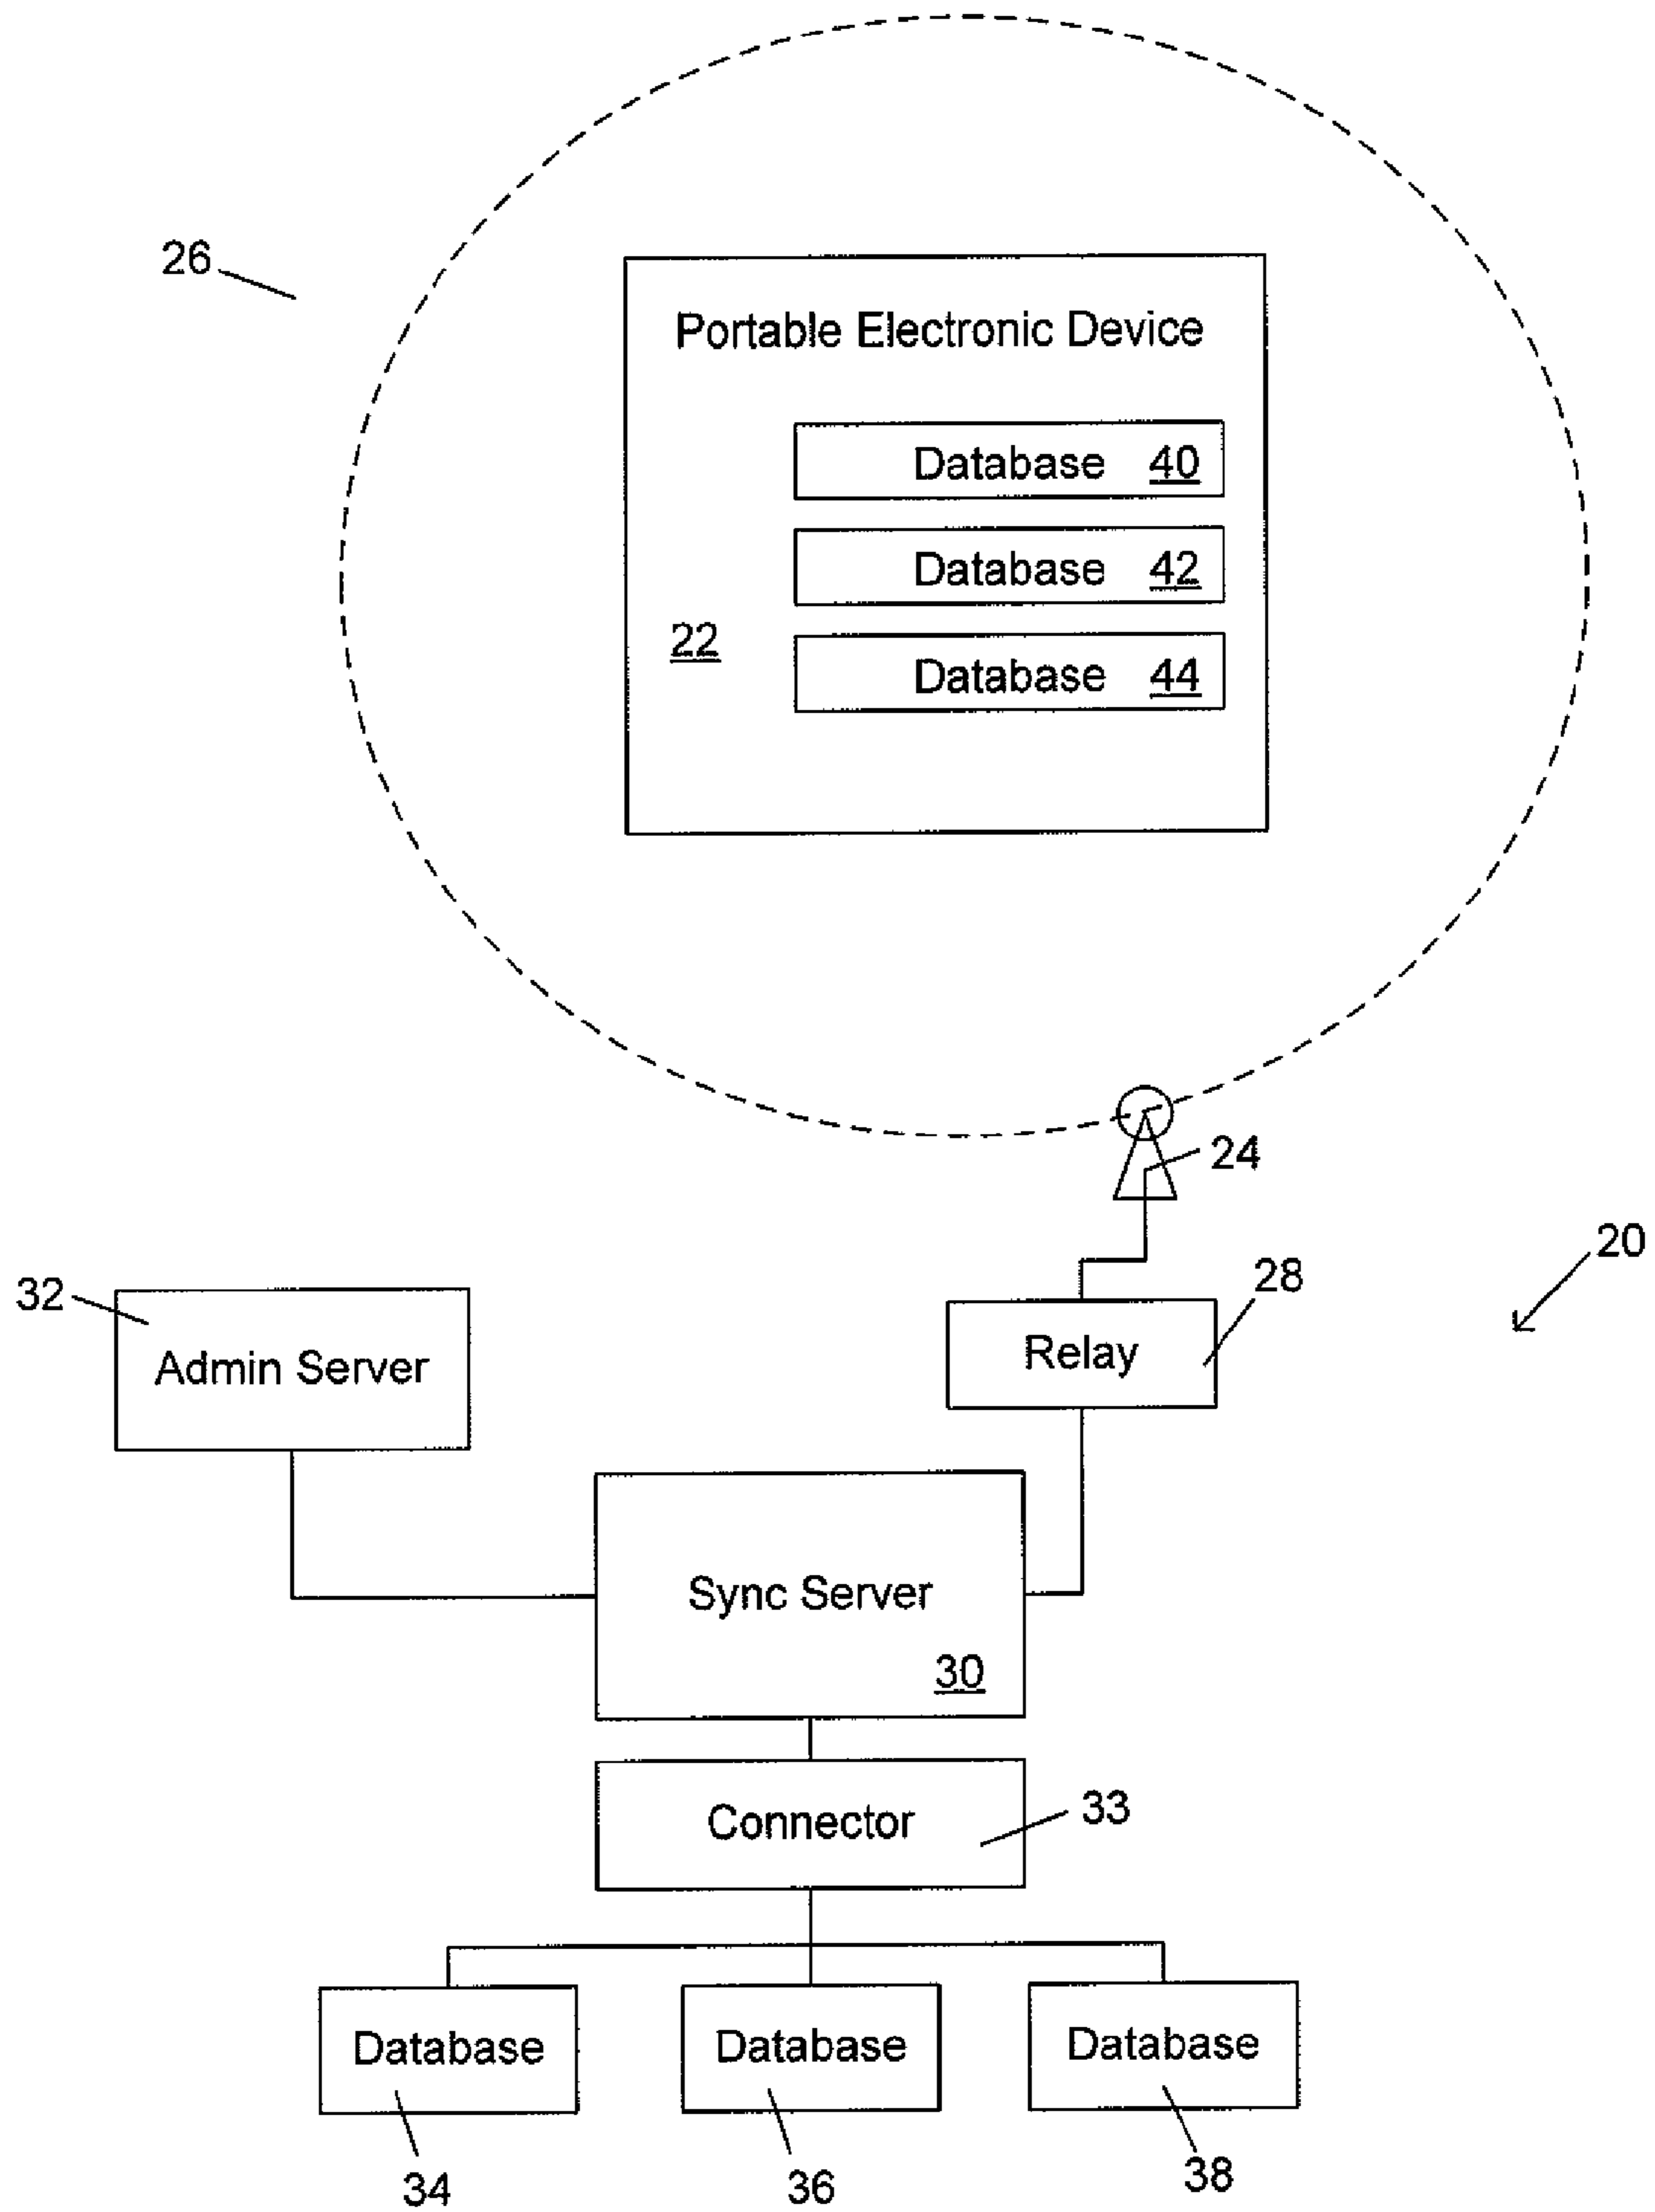 26
Portable Electronic Device
Database 40
Database 42
22
Database 44
24
20
32
28
Admin Server
Relay
Sync Server
30
Connector
33
Database
Database
Database
34
36
38